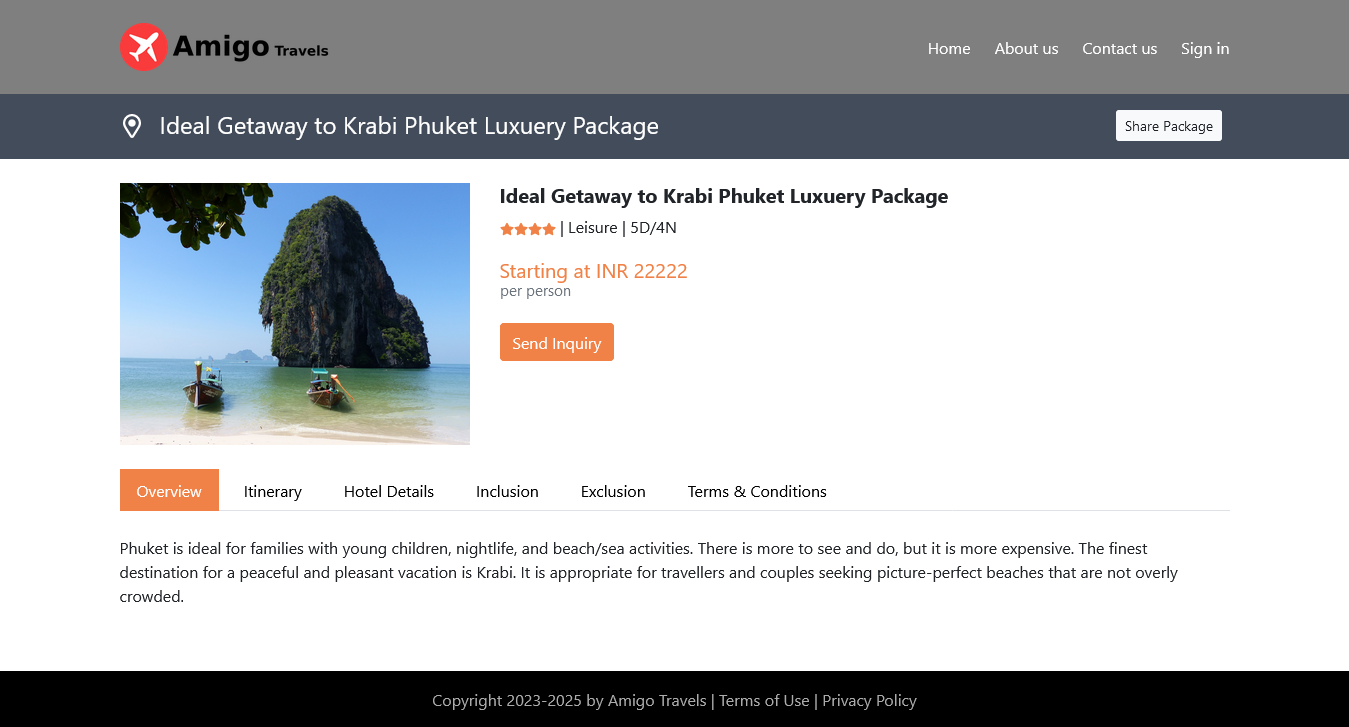 Amigo Travels
Home About us Contact us Sign in
Ideal Getaway to Krabi Phuket Luxuery Package
Share Package
Ideal Getaway to Krabi Phuket Luxuery Package
| Leisure | 5D/4N
Starting at INR 22222
per person
Send Inquiry
Overview Itinerary Hotel Details Inclusion Exclusion Terms & Conditions
Phuket is ideal for families with young children, nightlife, and beach/sea activities. There is more to see and do, but it is more expensive. The finest
destination for a peaceful and pleasant vacation is Krabi. It is appropriate for travellers and couples seeking picture-perfect beaches that are not overly
crowded.
Copyright 2023-2025 by Amigo Travels | Terms of Use | Privacy Policy